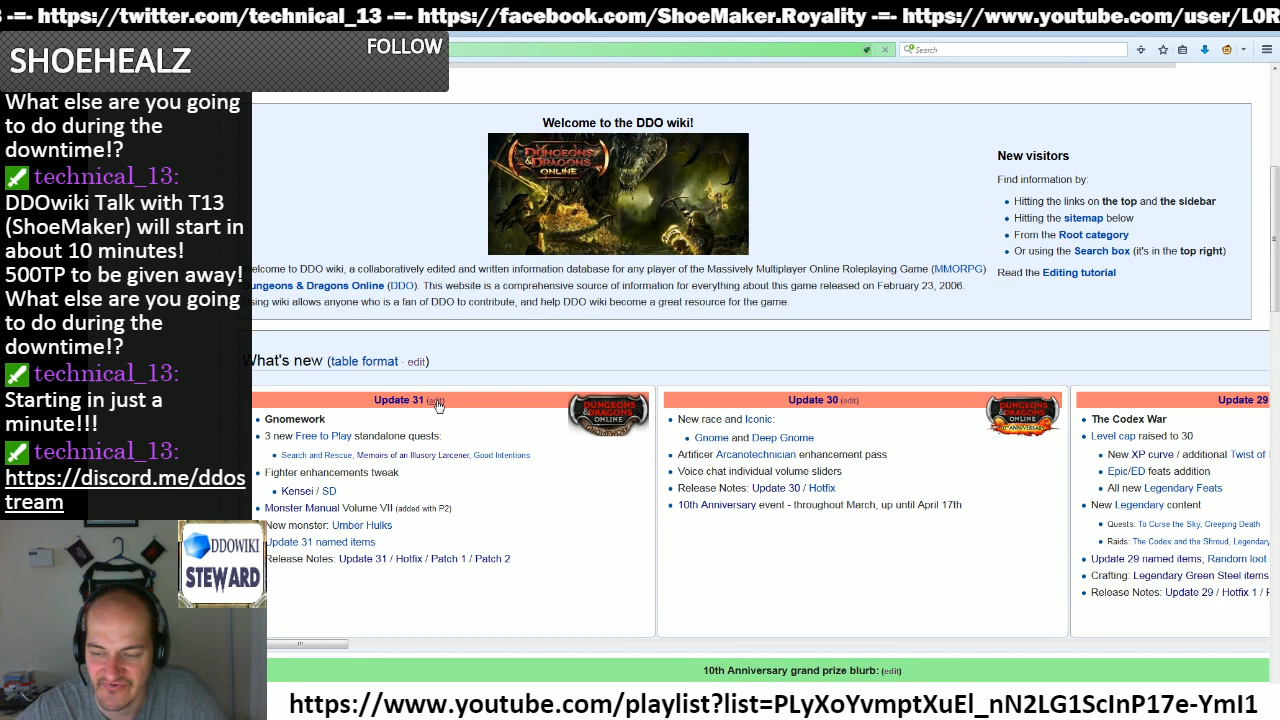 3 -=- https://twitter.com/technical_13 -=- https://facebook.com/ShoeMaker.Royality -=- https://www.youtube.com/user/L0R
SHOEHEALZ
FOLLOW
Search
What else are you going
to do during the
downtime!?
technical_13:
DDOwiki Talk with T13
(ShoeMaker) will start in
about 10 minutes!
500TP to be given away!
What else are you going
to do during the
downtime!?
technical_13:
Starting in just a
minute!!!
technical_13:
https://discord.me/ddos
tream
DDOWIKI
STEWARD
Welcome to the DDO wiki!
DUNGEONS & DRAGONS ONLINE
elcome to DDO wiki, a collaboratively edited and written information database for any player of the Massively Multiplayer Online Roleplaying Game (MMORPG)
ungeons & Dragons Online (DDO). This website is a comprehensive source of information for everything about this game released on February 23, 2006.
sing wiki allows anyone who is a fan of DDO to contribute, and help DDO wiki become a great resource for the game.
New visitors
Find information by:
Hitting the links on the top and the sidebar
Hitting the sitemap below
From the Root category
Or using the Search box (it's in the top right)
Read the Editing tutorial
What's new (table format - edit)
Update 31 (edit)
Gnomework
3 new Free to Play standalone quests:
Search and Rescue, Memoirs of an Illusory Larcener, Good Intentions
Fighter enhancements tweak
Kensei / SD
Monster Manual Volume VII (added with P2)
New monster: Umber Hulks
Update 31 named items
Release Notes: Update 31 / Hotfix / Patch 1 / Patch 2
DUNGEONS & DRAGONS ONLINE
Update 30 (edit)
New race and Iconic:
Gnome and Deep Gnome
Artificer Arcanotechnician enhancement pass
Voice chat individual volume sliders
Release Notes: Update 30 / Hotfix
10th Anniversary event - throughout March, up until April 17th
DUNGEONS & DRAGONS ONLINE
Update 29
The Codex War
Level cap raised to 30
New XP curve / additional Twist of
Epic/ED feats addition
All new Legendary Feats
New Legendary content
Quests: To Curse the Sky, Creeping Death
Raids: The Codex and the Shroud, Legendary
Update 29 named items, Random loot
Crafting: Legendary Green Steel items
Release Notes: Update 29 / Hotfix 1 /
10th Anniversary grand prize blurb: (edit)
https://www.youtube.com/playlist?list=PLyXoYvmptXuEl_nN2LG1ScInP17e-YmI1